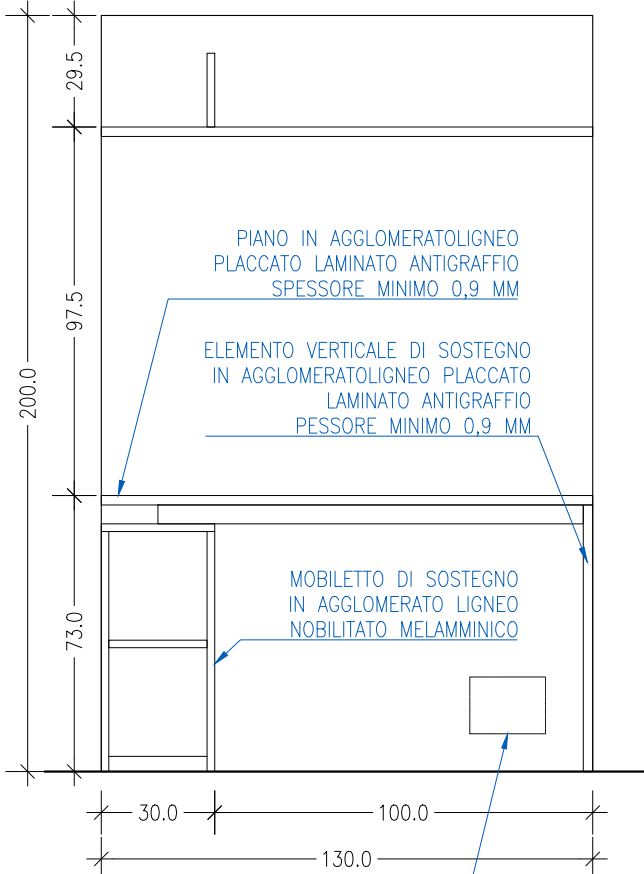 29.5
PIANO IN AGGLOMERATOLIGNEO
PLACCATO LAMINATO ANTIGRAFFIO
SPESSORE MINIMO 0,9 MM
97.5
200.0
ELEMENTO VERTICALE DI SOSTEGNO
IN AGGLOMERATOLIGNEO PLACCATO
LAMINATO ANTIGRAFFIO
PESSORE MINIMO 0,9 MM
MOBILETTO DI SOSTEGNO
IN AGGLOMERATO LIGNEO
NOBILITATO MELAMMINICO
73.0
30.0
100.0
130.0